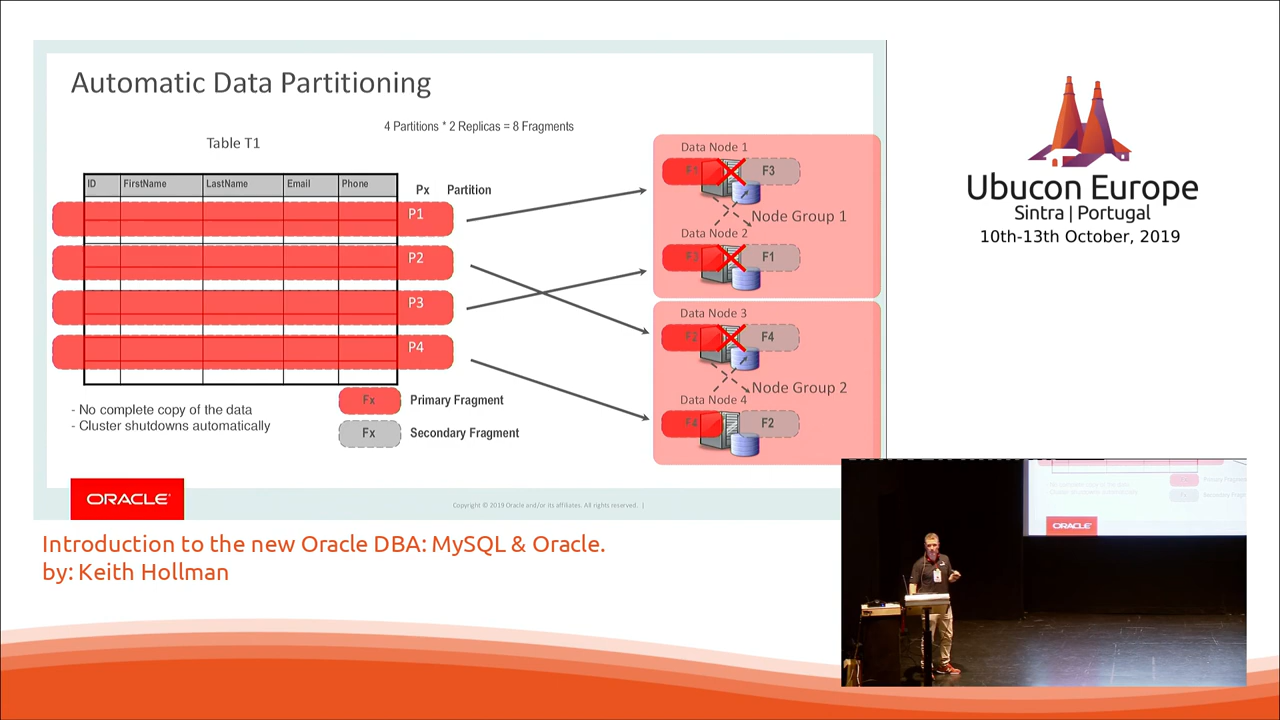 Automatic Data Partitioning
4 Partitions * 2 Replicas = 8 Fragments
Table T1
ID FirstName LastName Email Phone
Px Partition
P1
P2
P3
P4
Data Node 1
F1 F3
Node Group 1
Data Node 2
F3 F1
Data Node 3
F2 F4
Node Group 2
Data Node 4
F4 F2
- No complete copy of the data
- Cluster shutdowns automatically
Fx Primary Fragment
Fx Secondary Fragment
ORACLE
Copyright © 2019 Oracle and/or its affiliates. All rights reserved. |
Ubucon Europe
Sintra | Portugal
10th-13th October, 2019
Introduction to the new Oracle DBA: MySQL & Oracle.
by: Keith Hollman
Primary Fragment
ORACLE